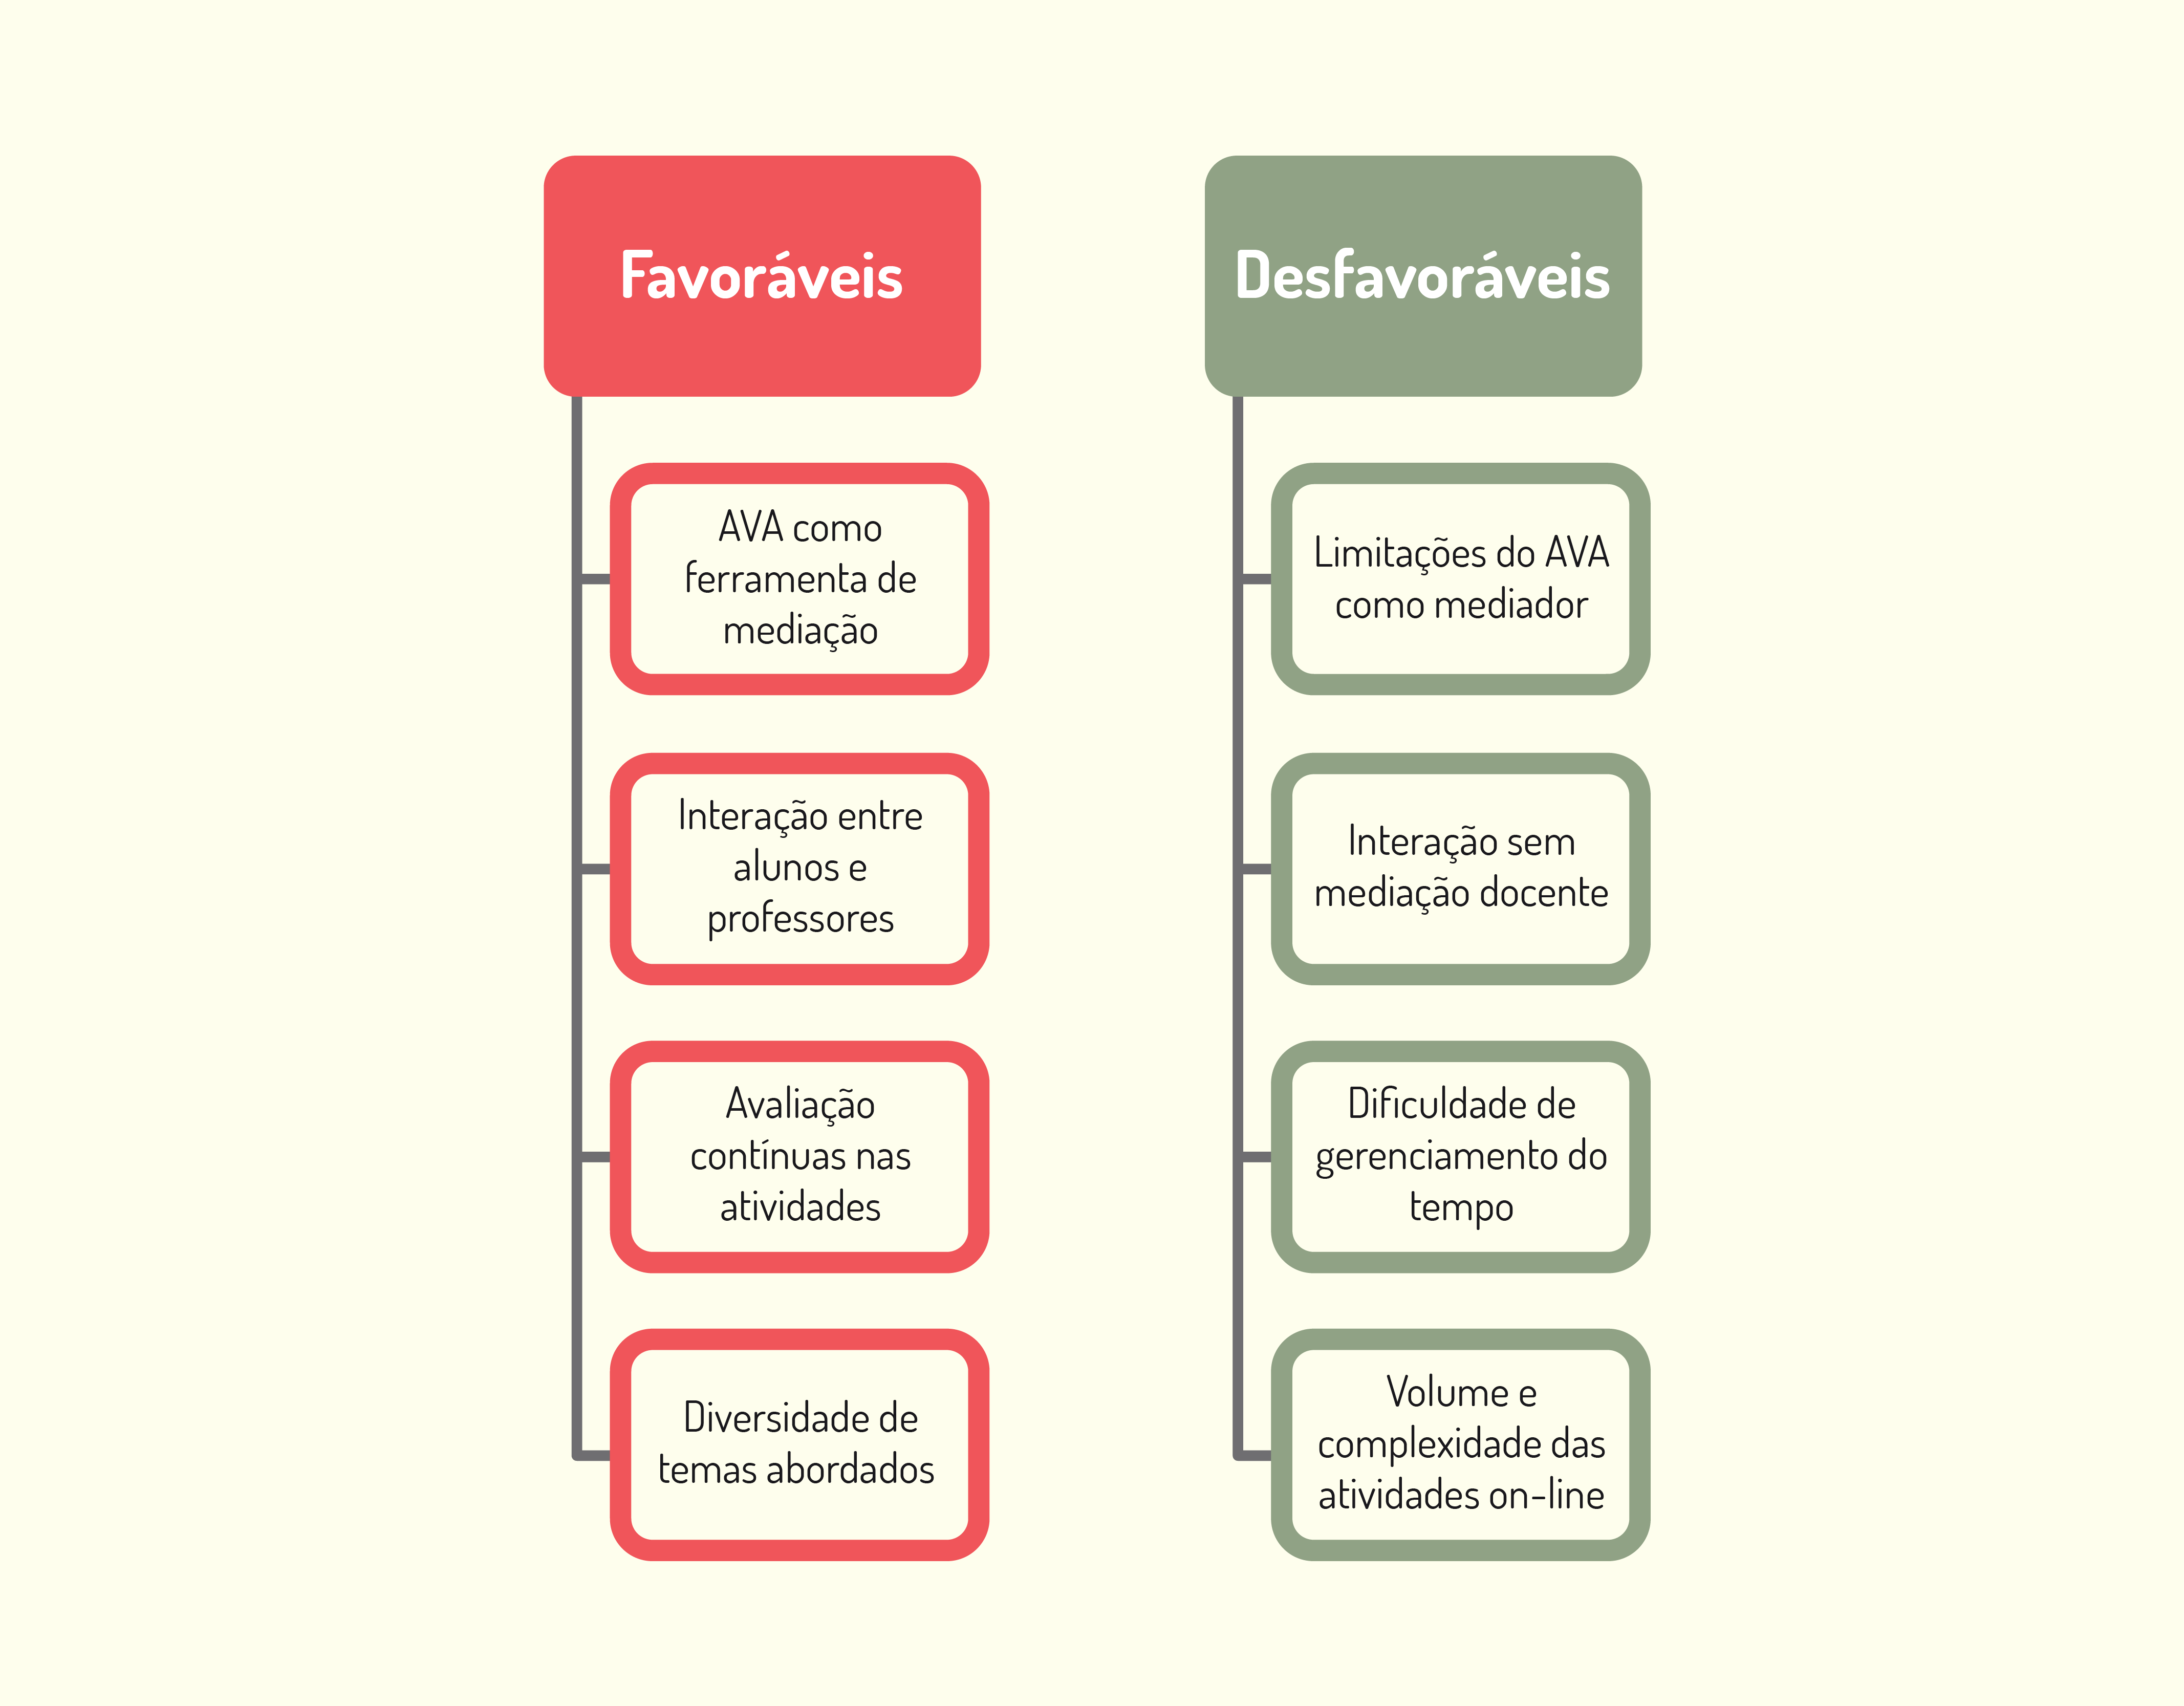 Favoráveis
AVA como
ferramenta de
mediação
Interação entre
alunos e
professores
Avaliação
contínuas nas
atividades
Diversidade de
temas abordados
Desfavoráveis
Limitações do AVA
como mediador
Interação sem
mediação docente
Dificuldade de
gerenciamento do
tempo
Volume e
complexidade das
atividades on-line